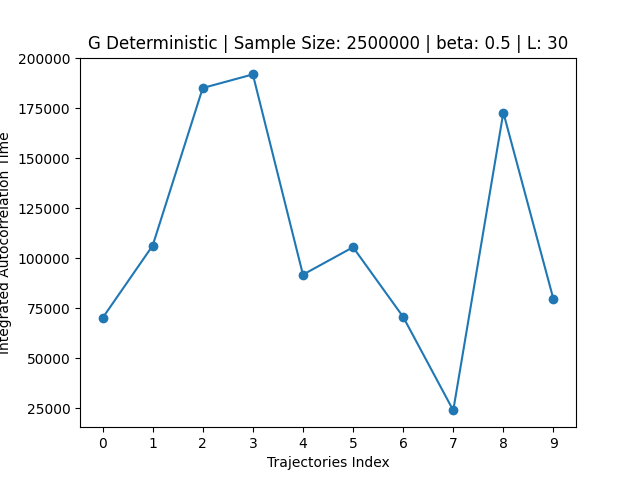 G Deterministic | Sample Size: 2500000 | beta: 0.5 | L: 30
200000
175000
150000
125000
100000
75000
50000
25000
Integrated Autocorrelation Time
0 1 2 3 4 5 6 7 8 9
Trajectories Index